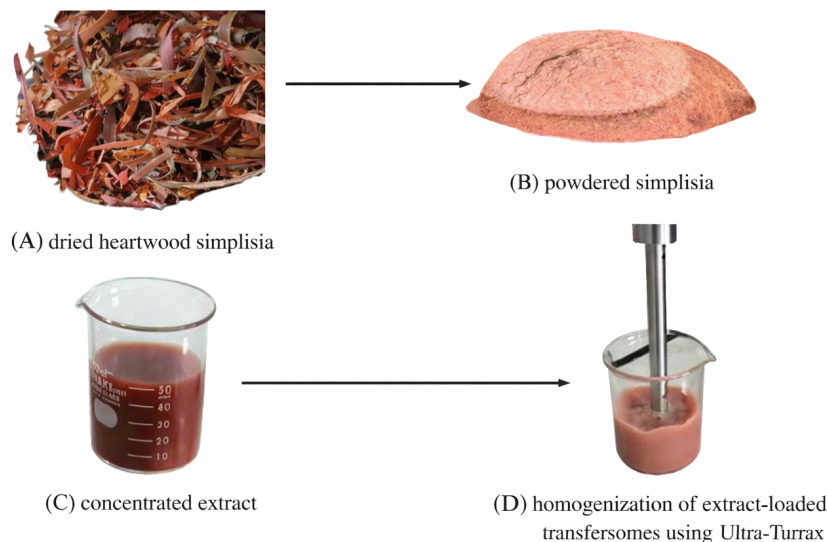 (A) dried heartwood simplisia
(B) powdered simplisia
50
40
30
20
10
(C) concentrated extract
(D) homogenization of extract-loaded
transfersomes using Ultra-Turrax